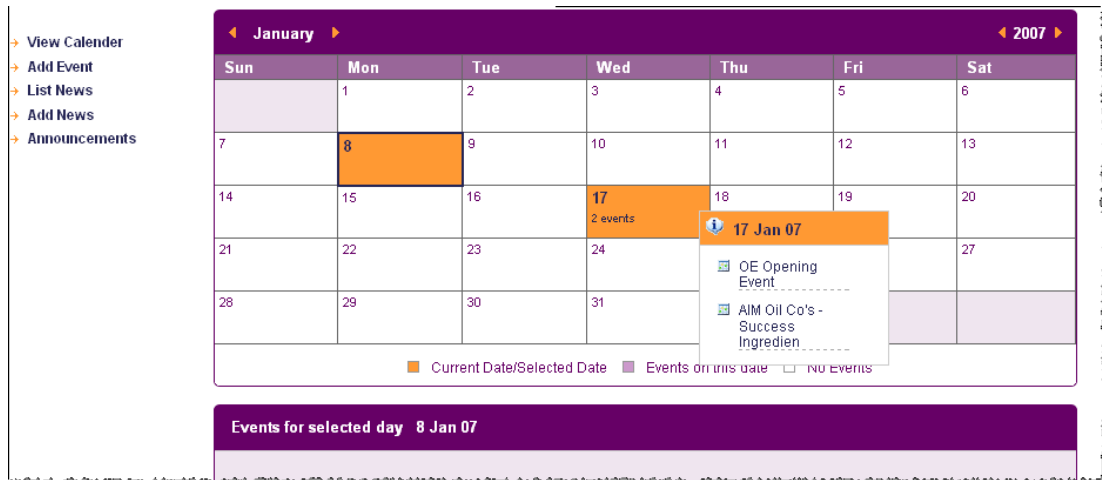 View Calender
Add Event
List News
Add News
Announcements
January
2007
Sun Mon Tue Wed Thu Fri Sat
1 2 3 4 5 6
7 8 9 10 11 12 13
14 15 16 17 18 19 20
2 events
17 Jan 07
21 22 23 24 27
OE Opening
Event
28 29 30 31
AIM Oil Co's -
Success
Ingredien
Current Date/Selected Date Events on this date No Events
Events for selected day 8 Jan 07